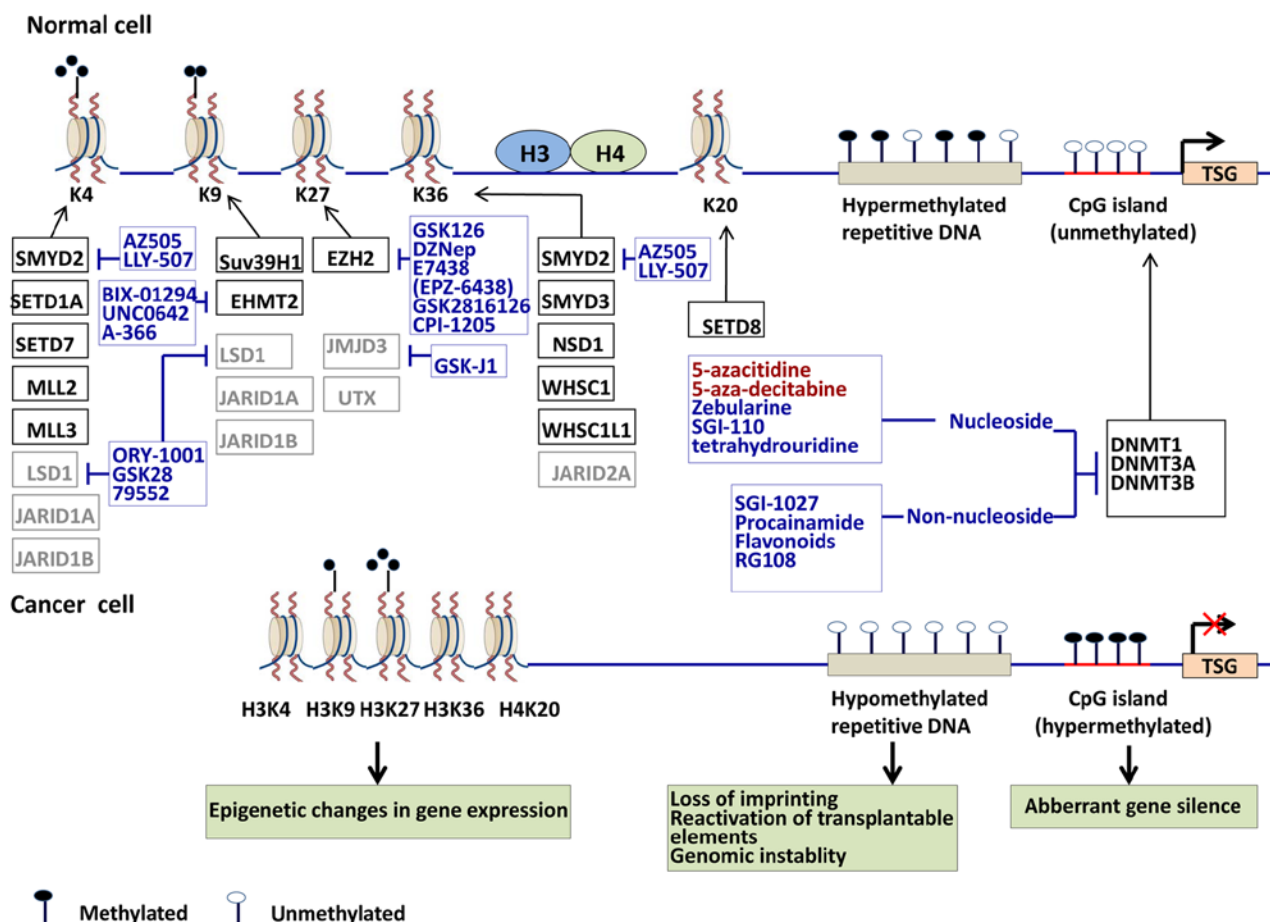 Normal cell
H3
H4
TSG
K4
K9
K27
K36
K20
Hypermethylated
repetitive DNA
CpG island
(unmethylated)
SMYD2
SETD1A
SETD7
MLL2
MLL3
LSD1
JARID1A
JARID1B
AZ505
LLY-507
BIX-01294
UNC0642
A-366
ORY-1001
GSK28
79552
Suv39H1
EHMT2
LSD1
JARID1A
JARID1B
EZH2
JMJD3
UTX
GSK126
DZNep
E7438
(EPZ-6438)
GSK2816126
CPI-1205
GSK-J1
SMYD2
SMYD3
NSD1
WHSC1
WHSC1L1
JARID2A
AZ505
LLY-507
SETD8
5-azacitidine
5-aza-decitabine
Zebularine
SGI-110
tetrahydrouridine
Nucleoside
SGI-1027
Procainamide
Flavonoids
RG108
Non-nucleoside
DNMT1
DNMT3A
DNMT3B
Cancer cell
TSG
H3K4
H3K9
H3K27
H3K36
H4K20
Hypomethylated
repetitive DNA
CpG island
(hypermethylated)
Epigenetic changes in gene expression
Loss of imprinting
Reactivation of transplantable
elements
Genomic instablity
Abberrant gene silence
Methylated
Unmethylated